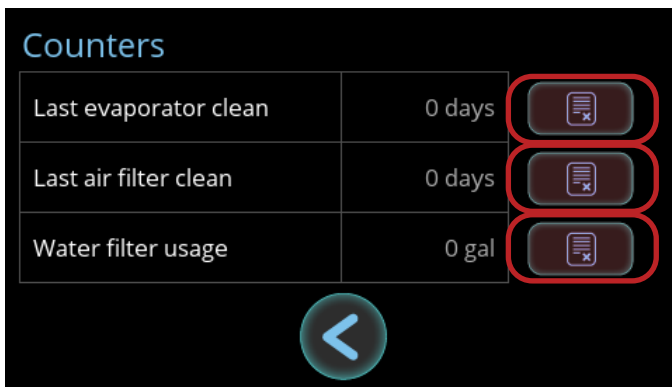 Counters
Last evaporator clean 0 days
Last air filter clean 0 days
Water filter usage 0 gal